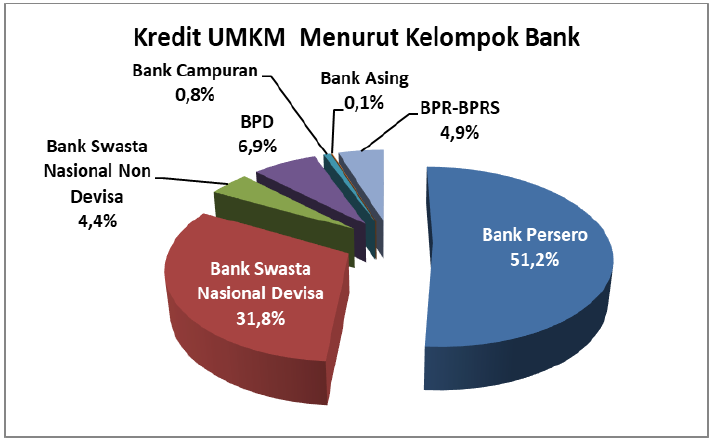 Kredit UMKM Menurut Kelompok Bank
Bank Campuran
0,8%
Bank Asing
0,1%
BPR-BPRS
4,9%
BPD
6,9%
Bank Swasta
Nasional Non
Devisa
4,4%
Bank Persero
51,2%
Bank Swasta
Nasional Devisa
31,8%